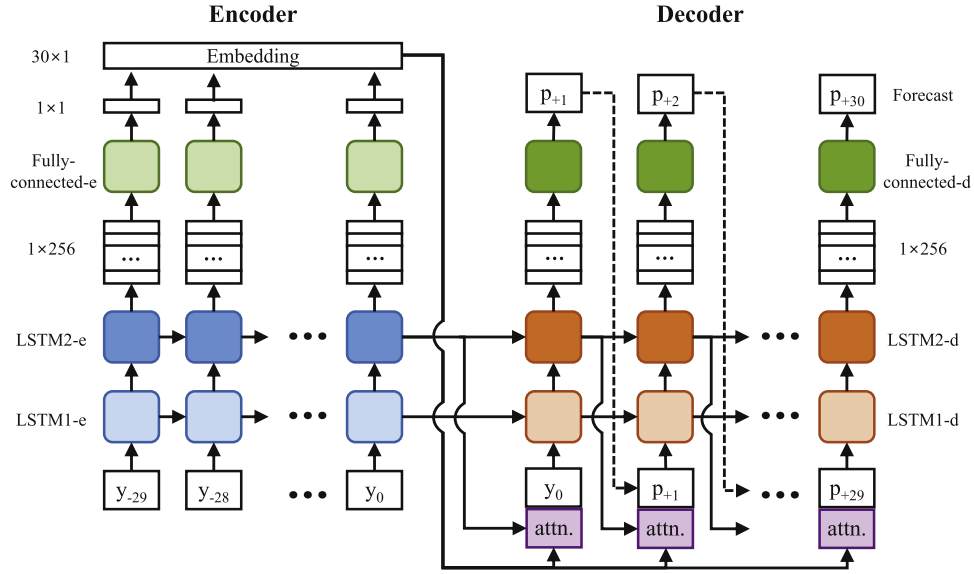 Encoder
Decoder
30×1
Embedding
1×1
p+1
p+2
p+30
Forecast
Fully-
connected-e
Fully-
connected-d
1×256
...
...
...
...
...
...
1×256
LSTM2-e
LSTM2-d
LSTM1-e
LSTM1-d
y-29
y-28
y0
y0
p+1
p+29
attn.
attn.
attn.